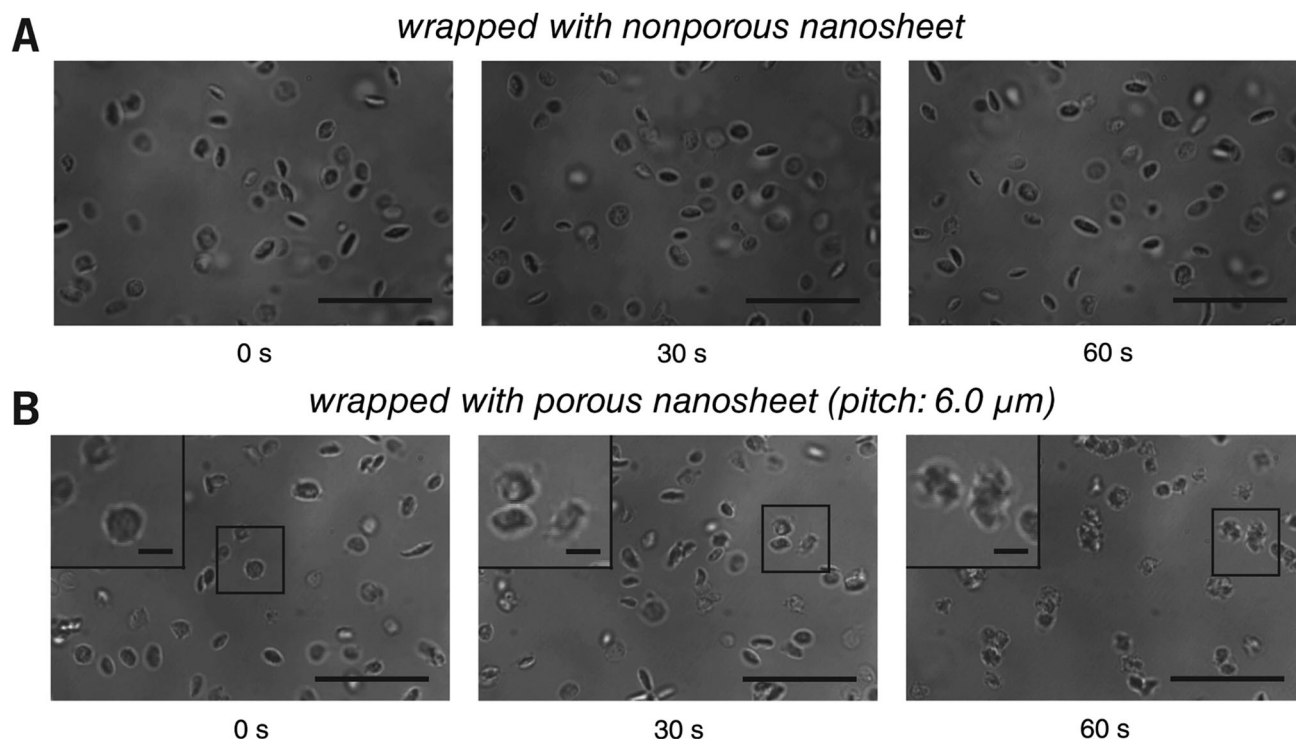 A
wrapped with nonporous nanosheet
0 s
30 s
60 s
B
wrapped with porous nanosheet (pitch: 6.0 µm)
0 s
30 s
60 s